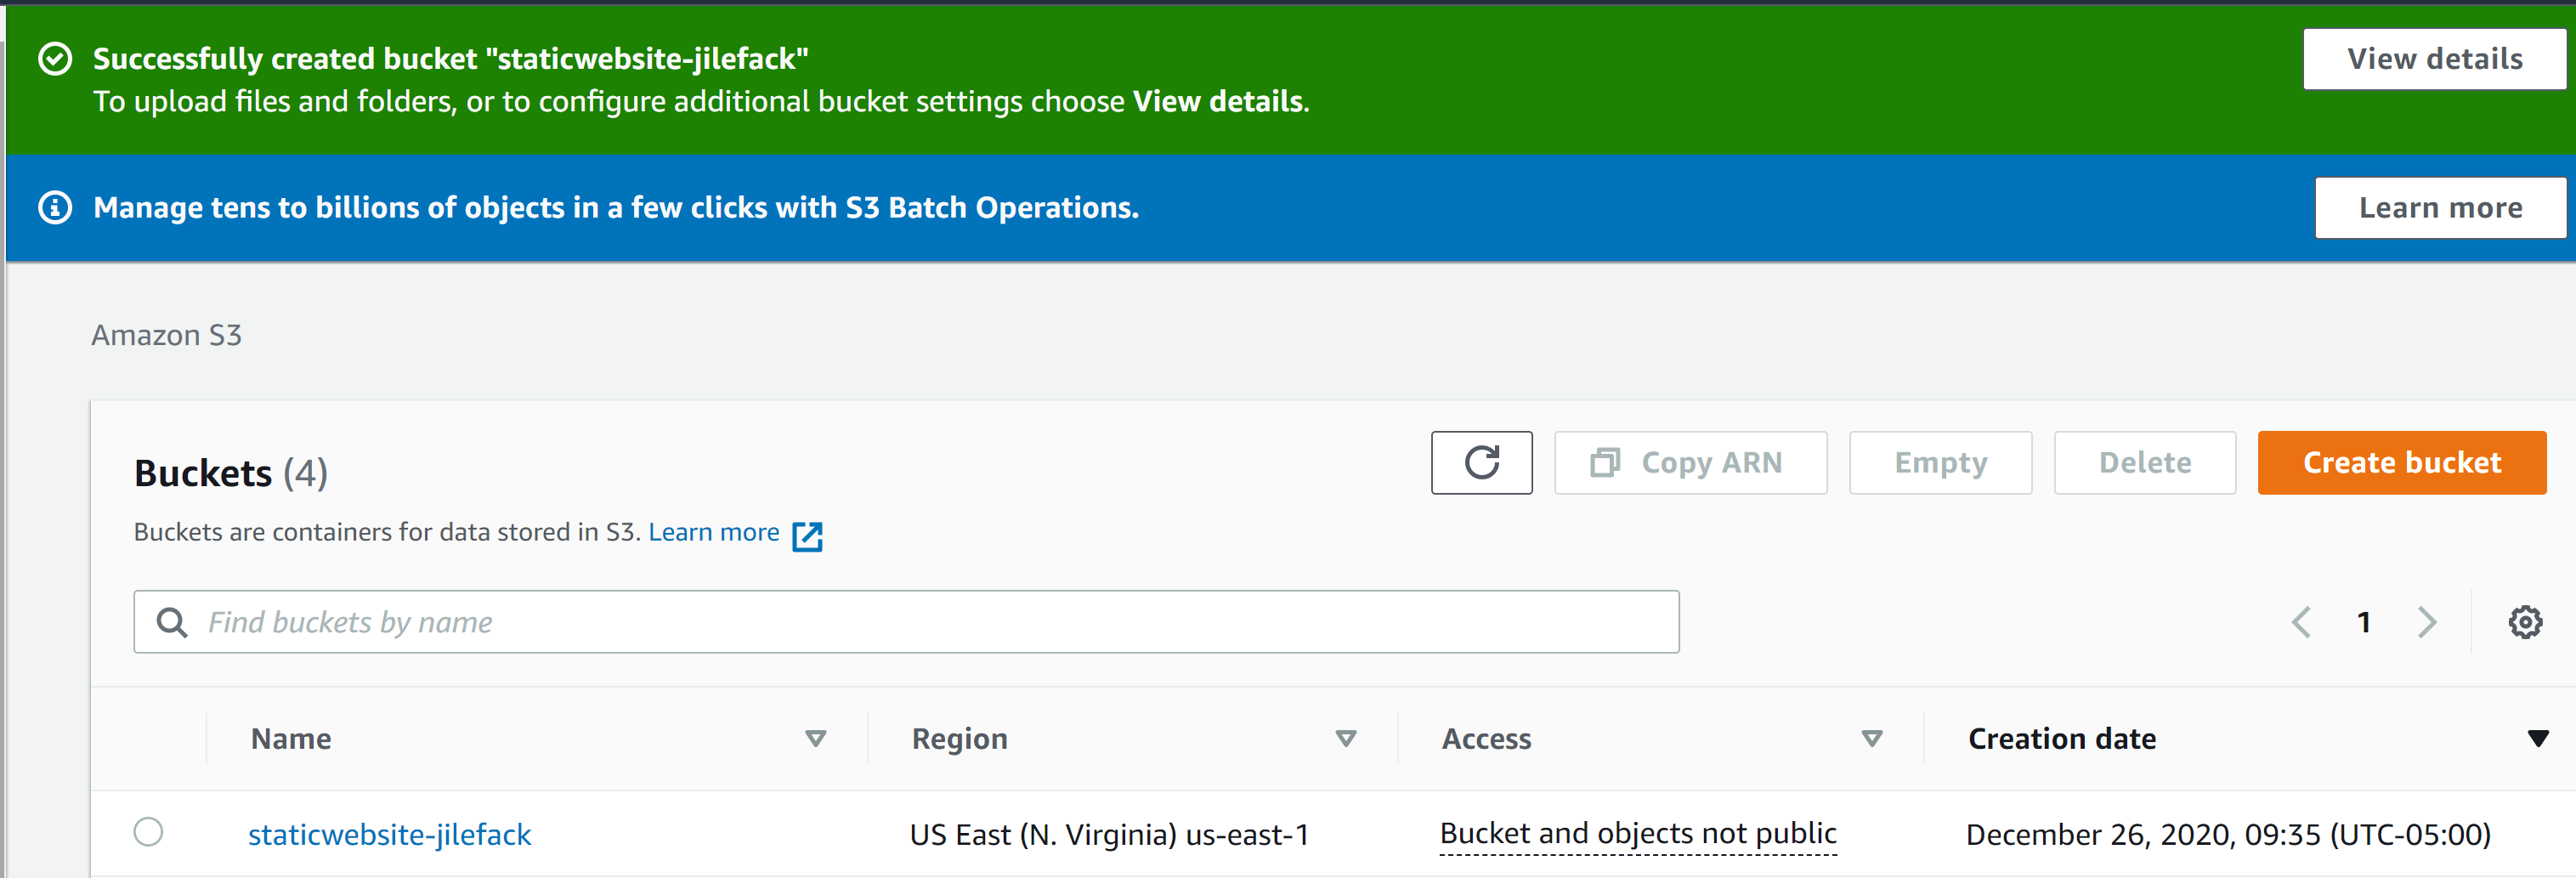 Successfully created bucket "staticwebsite-jilefack"
View details
To upload files and folders, or to configure additional bucket settings choose View details.
Manage tens to billions of objects in a few clicks with S3 Batch Operations.
Learn more
Amazon S3
Buckets (4)
Copy ARN
Empty
Delete
Create bucket
Buckets are containers for data stored in S3. Learn more
Find buckets by name
1
Name
Region
Access
Creation date
staticwebsite-jilefack
US East (N. Virginia) us-east-1
Bucket and objects not public
December 26, 2020, 09:35 (UTC-05:00)